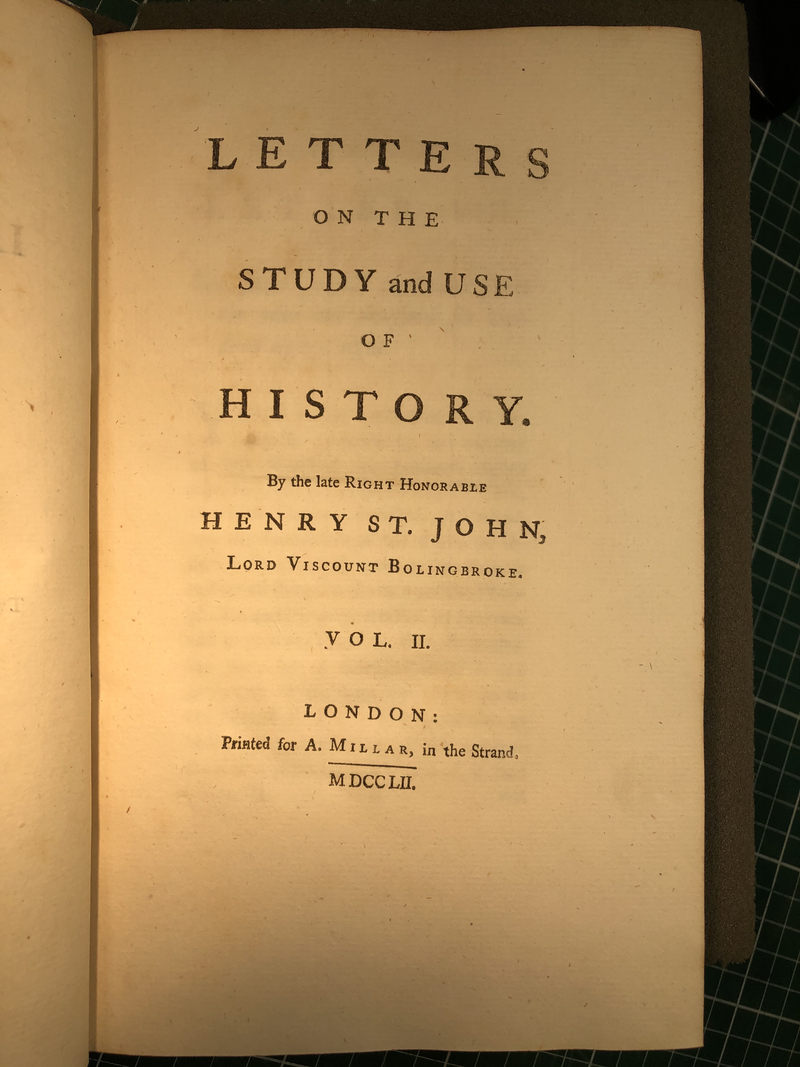 LETTERS
ON THE
STUDY and USE
OF
HISTORY.
By the late RIGHT HONORABLE
HENRY ST. JOHN,
LORD VISCOUNT BOLINGBROKE.
VOL. II.
LONDON:
Printed for A. MILLAR, in the Strand.
MDCCLII.